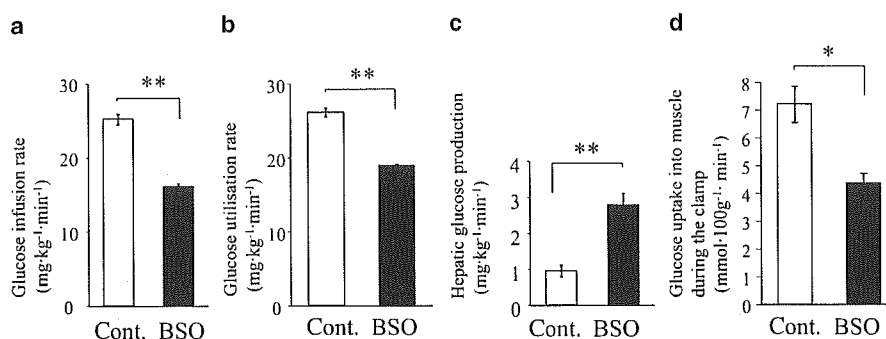 a
b
c
d
Glucose infusion rate
(mg·kg⁻¹·min⁻¹)
30
20
10
0
**
Cont. BSO
Glucose utilisation rate
(mg·kg⁻¹·min⁻¹)
30
20
10
0
**
Cont. BSO
Hepatic glucose production
(mg·kg⁻¹·min⁻¹)
4
3
2
1
0
**
Cont. BSO
Glucose uptake into muscle
during the clamp
(mmol·100g⁻¹· min⁻¹)
8
7
6
5
4
3
2
1
0
*
Cont. BSO